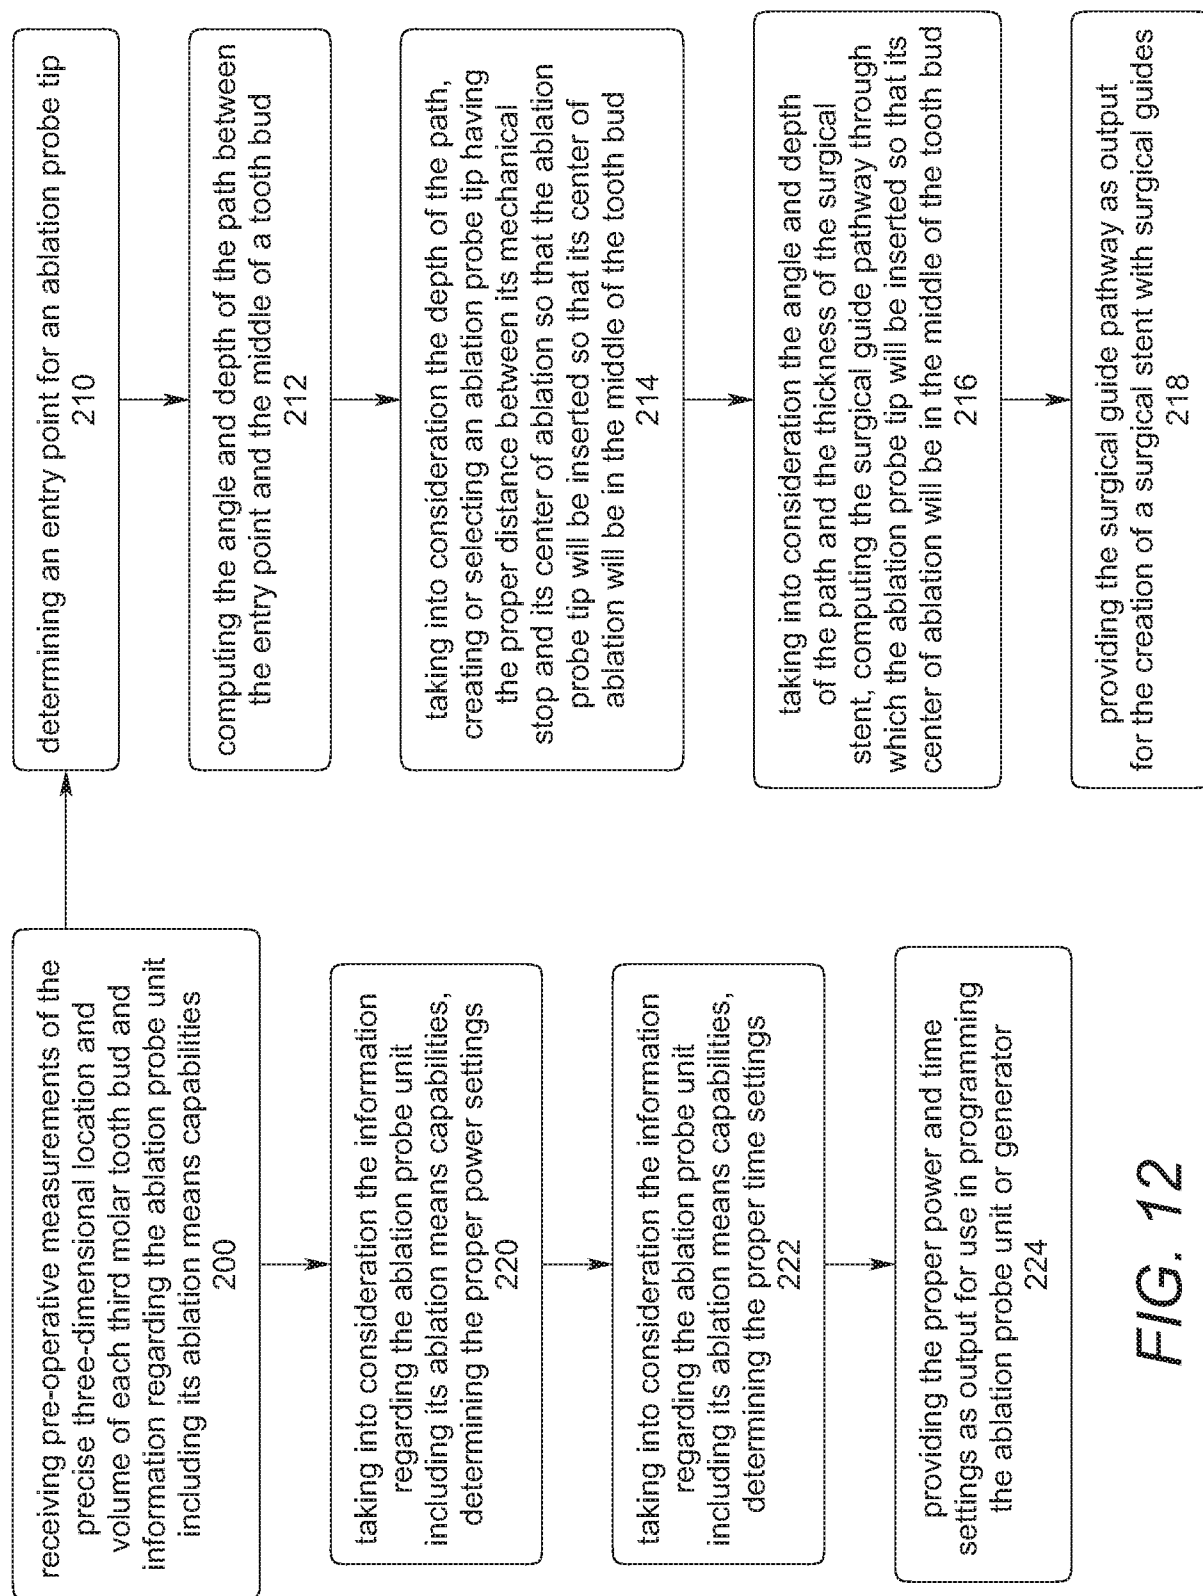 receiving pre-operative measurements of the
precise three-dimensional location and
volume of each third molar tooth bud and
information regarding the ablation probe unit
including its ablation means capabilities
200
taking into consideration the information
regarding the ablation probe unit
including its ablation means capabilities,
determining the proper power settings
220
taking into consideration the information
regarding the ablation probe unit
including its ablation means capabilities,
determining the proper time settings
222
providing the proper power and time
settings as output for use in programming
the ablation probe unit or generator
224
determining an entry point for an ablation probe tip
210
computing the angle and depth of the path between
the entry point and the middle of a tooth bud
212
taking into consideration the depth of the path,
creating or selecting an ablation probe tip having
the proper distance between its mechanical
stop and its center of ablation so that the ablation
probe tip will be inserted so that its center of
ablation will be in the middle of the tooth bud
214
taking into consideration the angle and depth
of the path and the thickness of the surgical
stent, computing the surgical guide pathway through
which the ablation probe tip will be inserted so that its
center of ablation will be in the middle of the tooth bud
216
providing the surgical guide pathway as output
for the creation of a surgical stent with surgical guides
218
FIG. 12